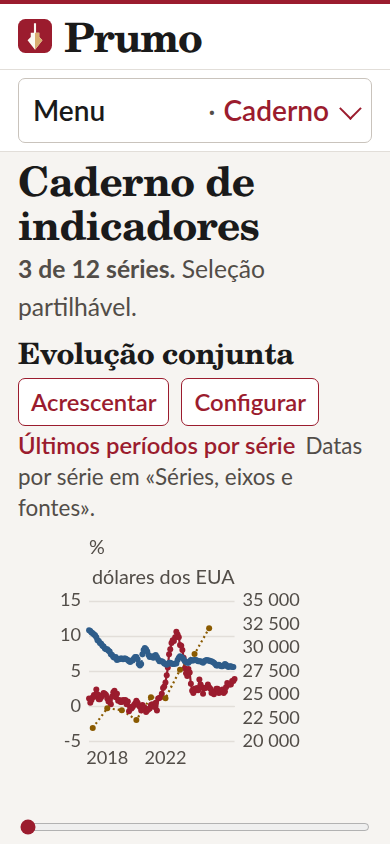 Prumo
Menu · Caderno
Caderno de
indicadores
3 de 12 séries. Seleção
partilhável.
Evolução conjunta
Acrescentar Configurar
Últimos períodos por série Datas
por série em «Séries, eixos e
fontes».
%
dólares dos EUA
15 35 000
32 500
10 30 000
5 27 500
25 000
0 22 500
-5 20 000
2018 2022